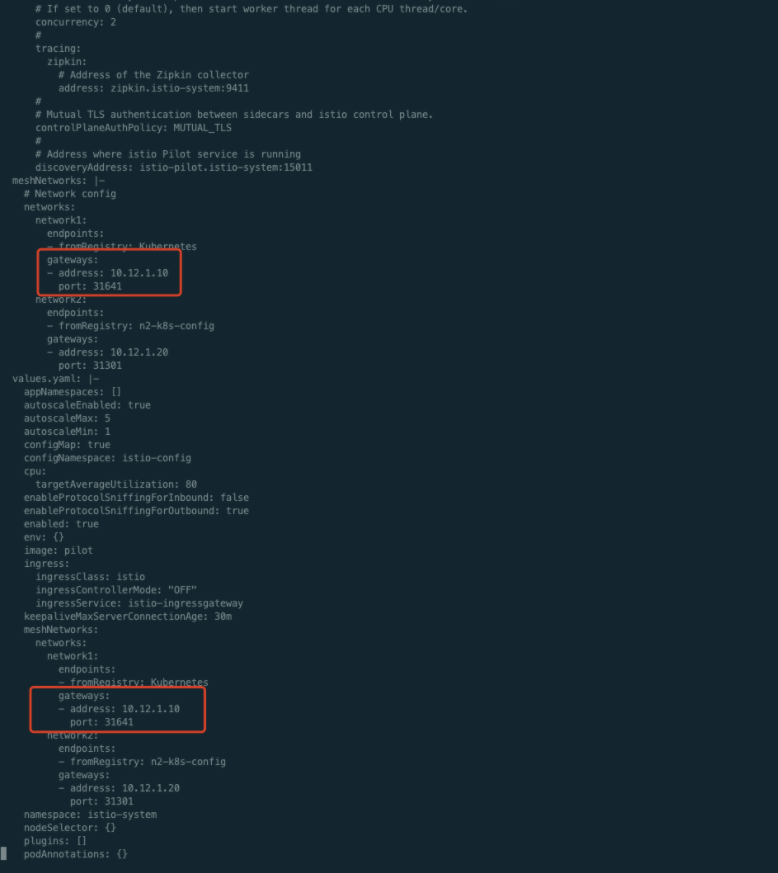 # If set to 0 (default), then start worker thread for each CPU thread/core.
    concurrency: 2
    #
    tracing:
      zipkin:
        # Address of the Zipkin collector
        address: zipkin.istio-system:9411
    #
    # Mutual TLS authentication between sidecars and istio control plane.
    controlPlaneAuthPolicy: MUTUAL_TLS
    #
    # Address where istio Pilot service is running
    discoveryAddress: istio-pilot.istio-system:15011
meshNetworks: |-
  # Network config
  networks:
    network1:
      endpoints:
      - fromRegistry: Kubernetes
      gateways:
      - address: 10.12.1.10
        port: 31641
    network2:
      endpoints:
      - fromRegistry: n2-k8s-config
      gateways:
      - address: 10.12.1.20
        port: 31301
values.yaml: |-
  appNamespaces: []
  autoscaleEnabled: true
  autoscaleMax: 5
  autoscaleMin: 1
  configMap: true
  configNamespace: istio-config
  cpu:
    targetAverageUtilization: 80
  enableProtocolSniffingForInbound: false
  enableProtocolSniffingForOutbound: true
  enabled: true
  env: {}
  image: pilot
  ingress:
    ingressClass: istio
    ingressControllerMode: "OFF"
    ingressService: istio-ingressgateway
  keepaliveMaxServerConnectionAge: 30m
  meshNetworks:
    networks:
      network1:
        endpoints:
        - fromRegistry: Kubernetes
        gateways:
        - address: 10.12.1.10
          port: 31641
      network2:
        endpoints:
        - fromRegistry: n2-k8s-config
        gateways:
        - address: 10.12.1.20
          port: 31301
  namespace: istio-system
  nodeSelector: {}
  plugins: []
  podAnnotations: {}